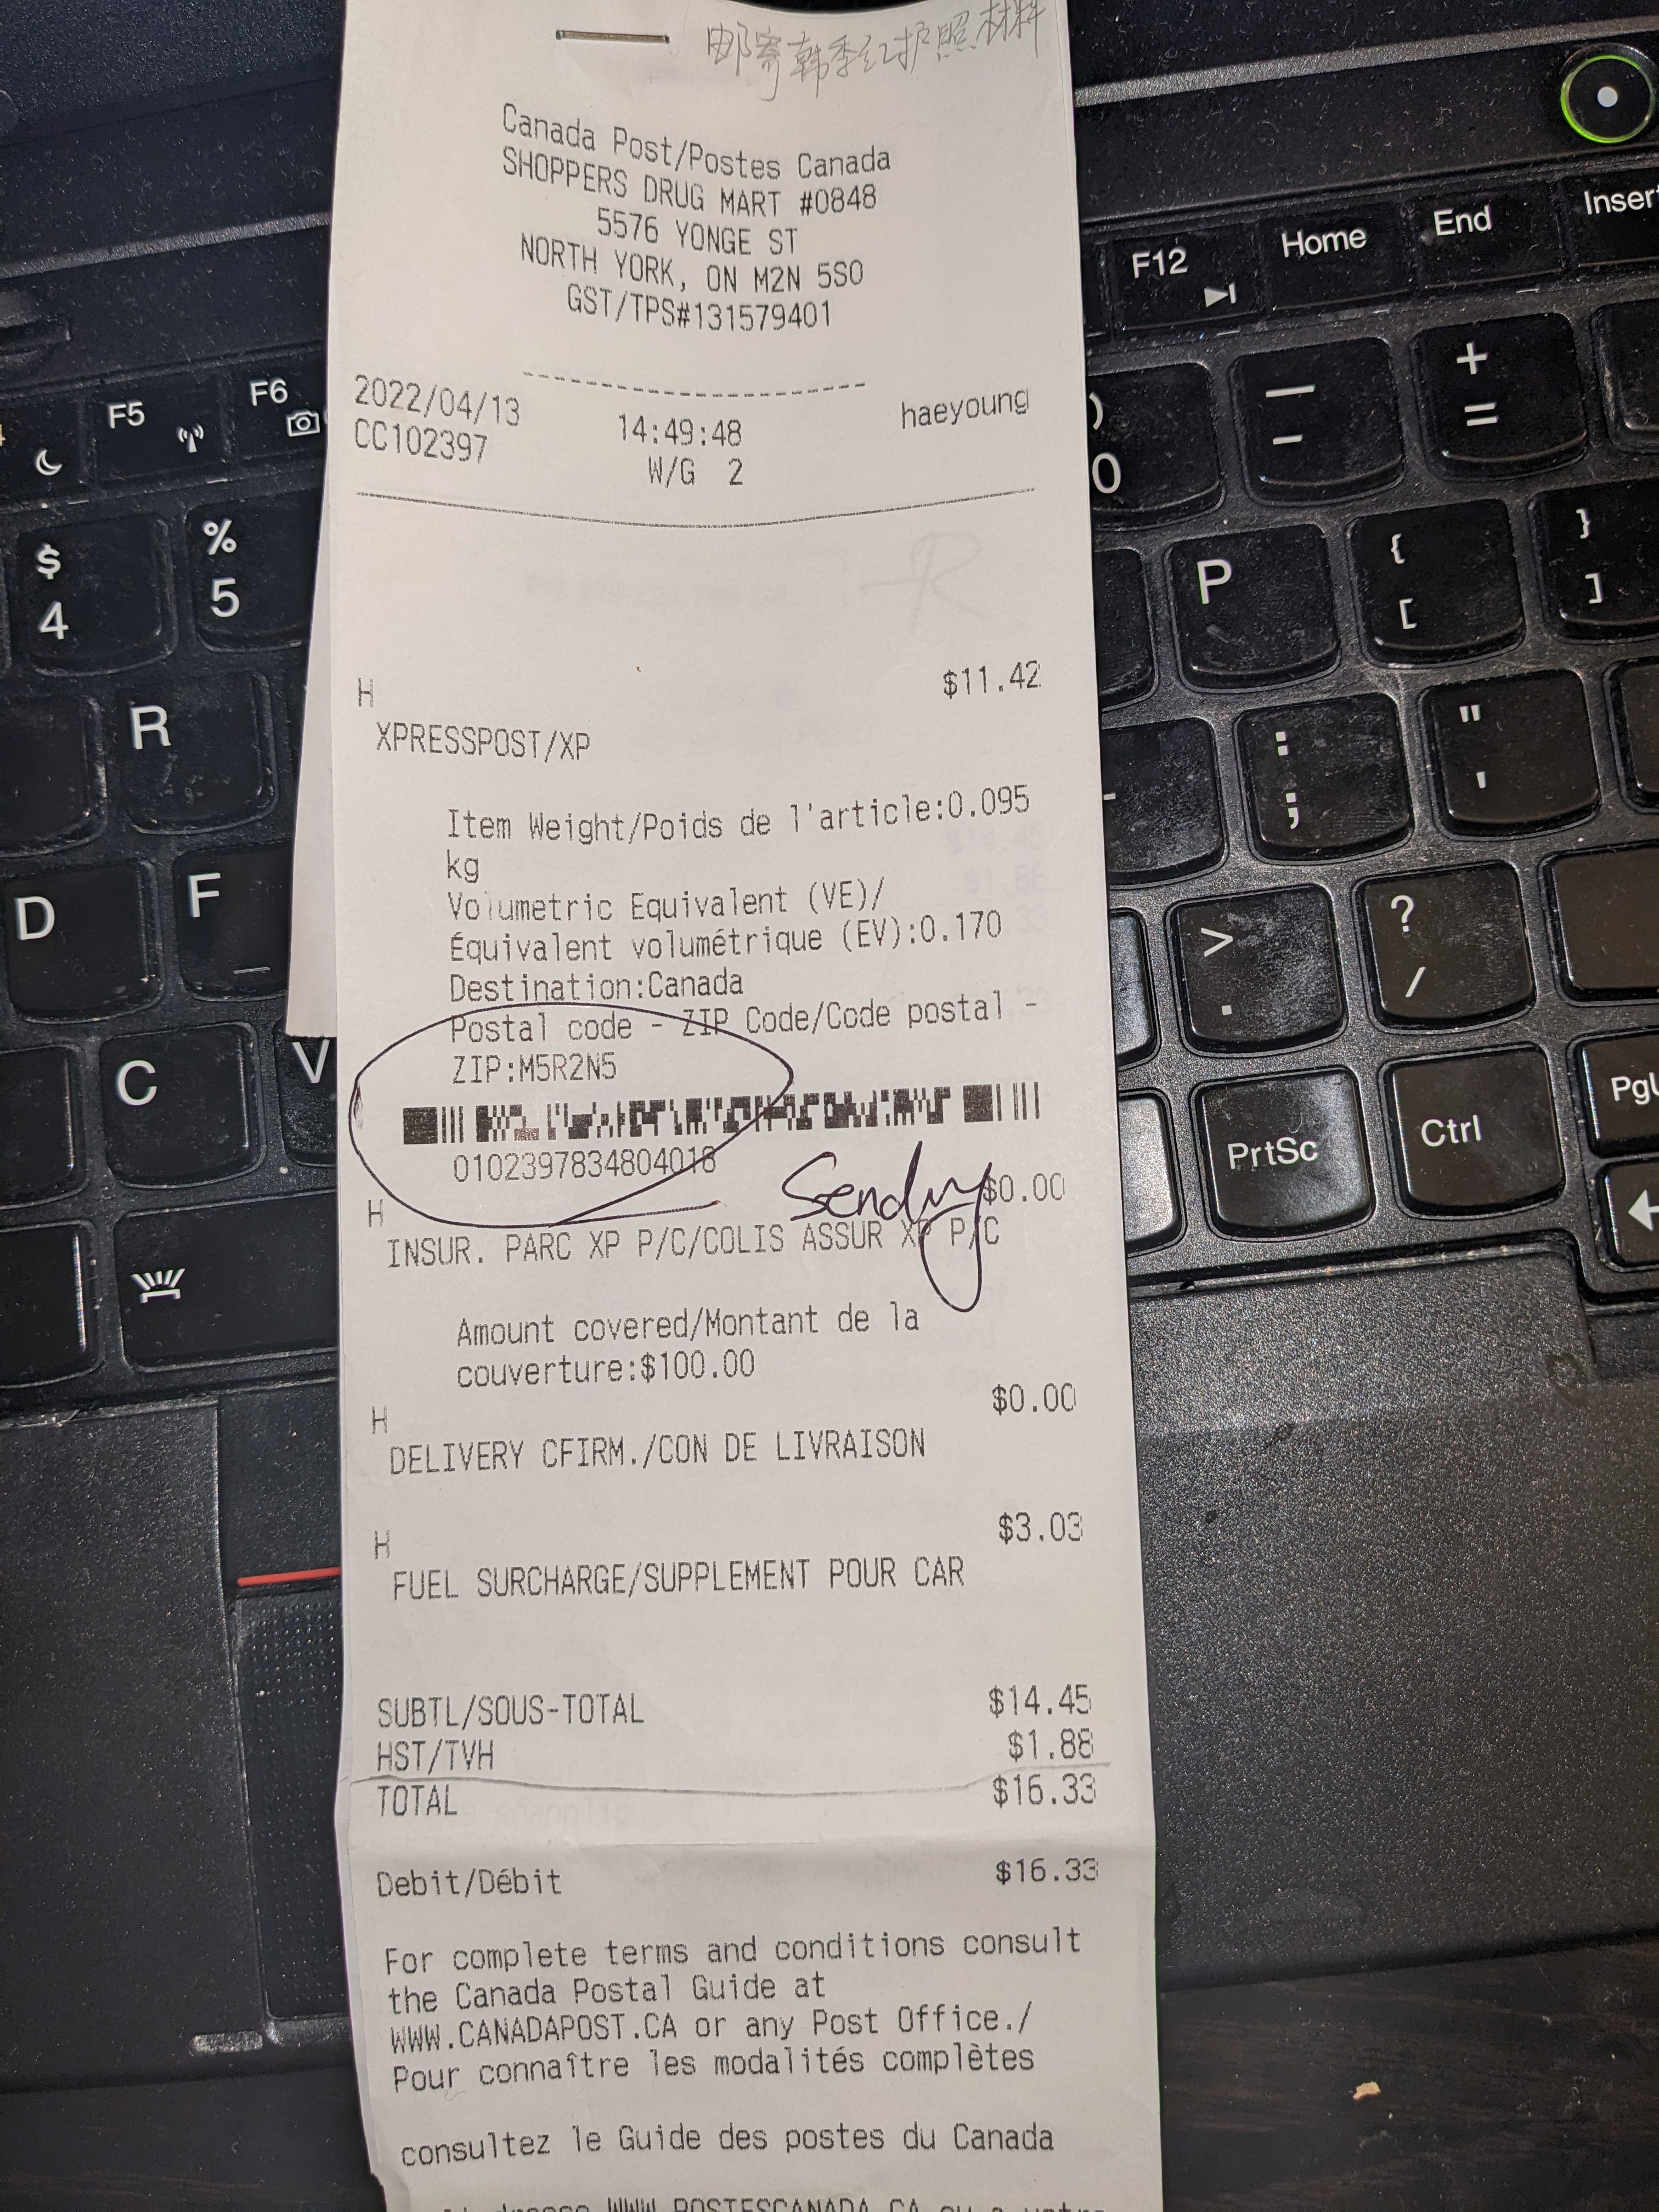 邮寄韩季红护照材料
Canada Post/Postes Canada
SHOPPERS DRUG MART #0848
5576 YONGE ST
NORTH YORK, ON M2N 5S0
GST/TPS#131579401
2022/04/13 14:49:48 haeyoung
CC102397 W/G 2
H $11.42
XPRESSPOST/XP
Item Weight/Poids de l'article:0.095
kg
Volumetric Equivalent (VE)/
Équivalent volumétrique (EV):0.170
Destination:Canada
Postal code - ZIP Code/Code postal -
ZIP:M5R2N5
0102397834804018
Sending
H $0.00
INSUR. PARC XP P/C/COLIS ASSUR XP P/C
Amount covered/Montant de la
couverture:$100.00
H $0.00
DELIVERY CFIRM./CON DE LIVRAISON
H $3.03
FUEL SURCHARGE/SUPPLEMENT POUR CAR
SUBTL/SOUS-TOTAL $14.45
HST/TVH $1.88
TOTAL $16.33
Debit/Débit $16.33
For complete terms and conditions consult
the Canada Postal Guide at
WWW.CANADAPOST.CA or any Post Office./
Pour connaître les modalités complètes
consultez le Guide des postes du Canada
WWW.POSTESCANADA.CA ou a votre
F5
F6
F12
Home
End
Inser
$
4
%
5
)
0
—
-
+
=
R
P
{
[
}
]
D
F
:
;
"
'
C
V
>
.
?
/
PrtSc
Ctrl
PgU